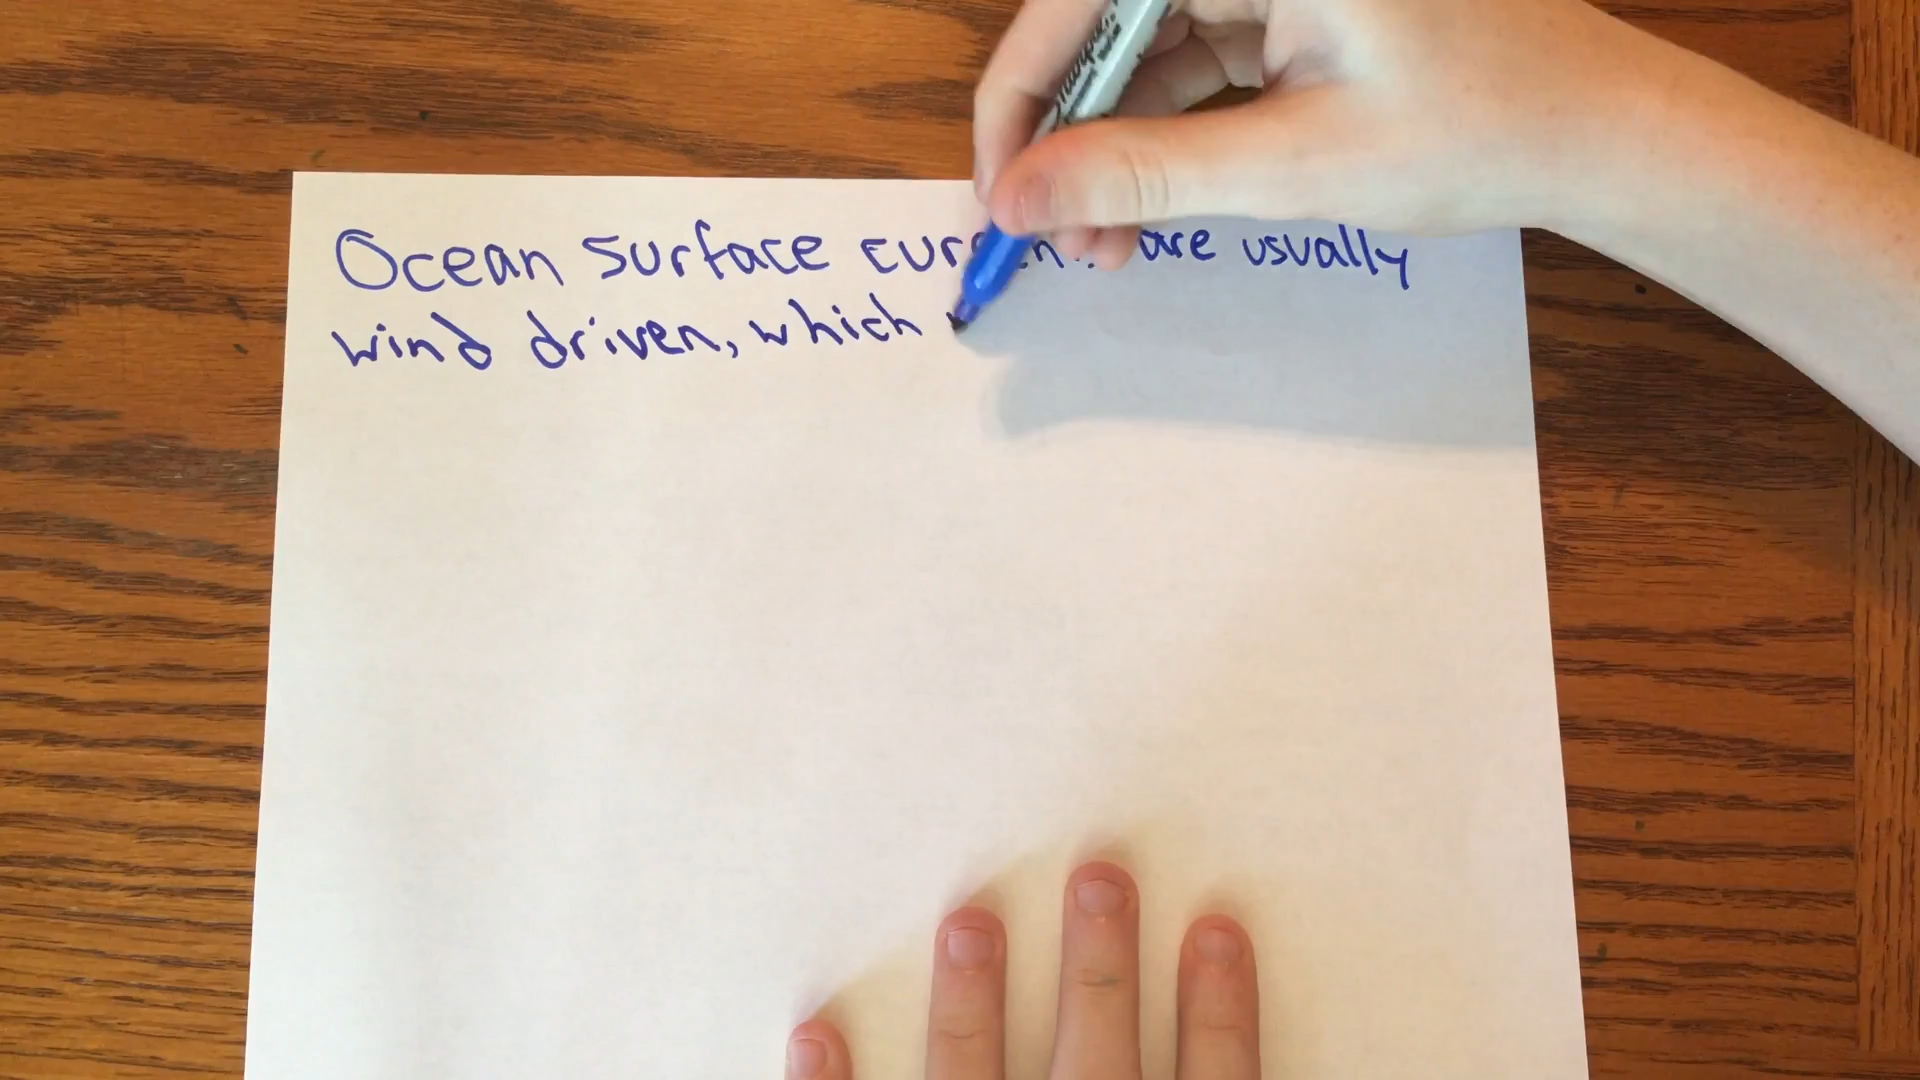 Ocean surface are usually
wind driven, which